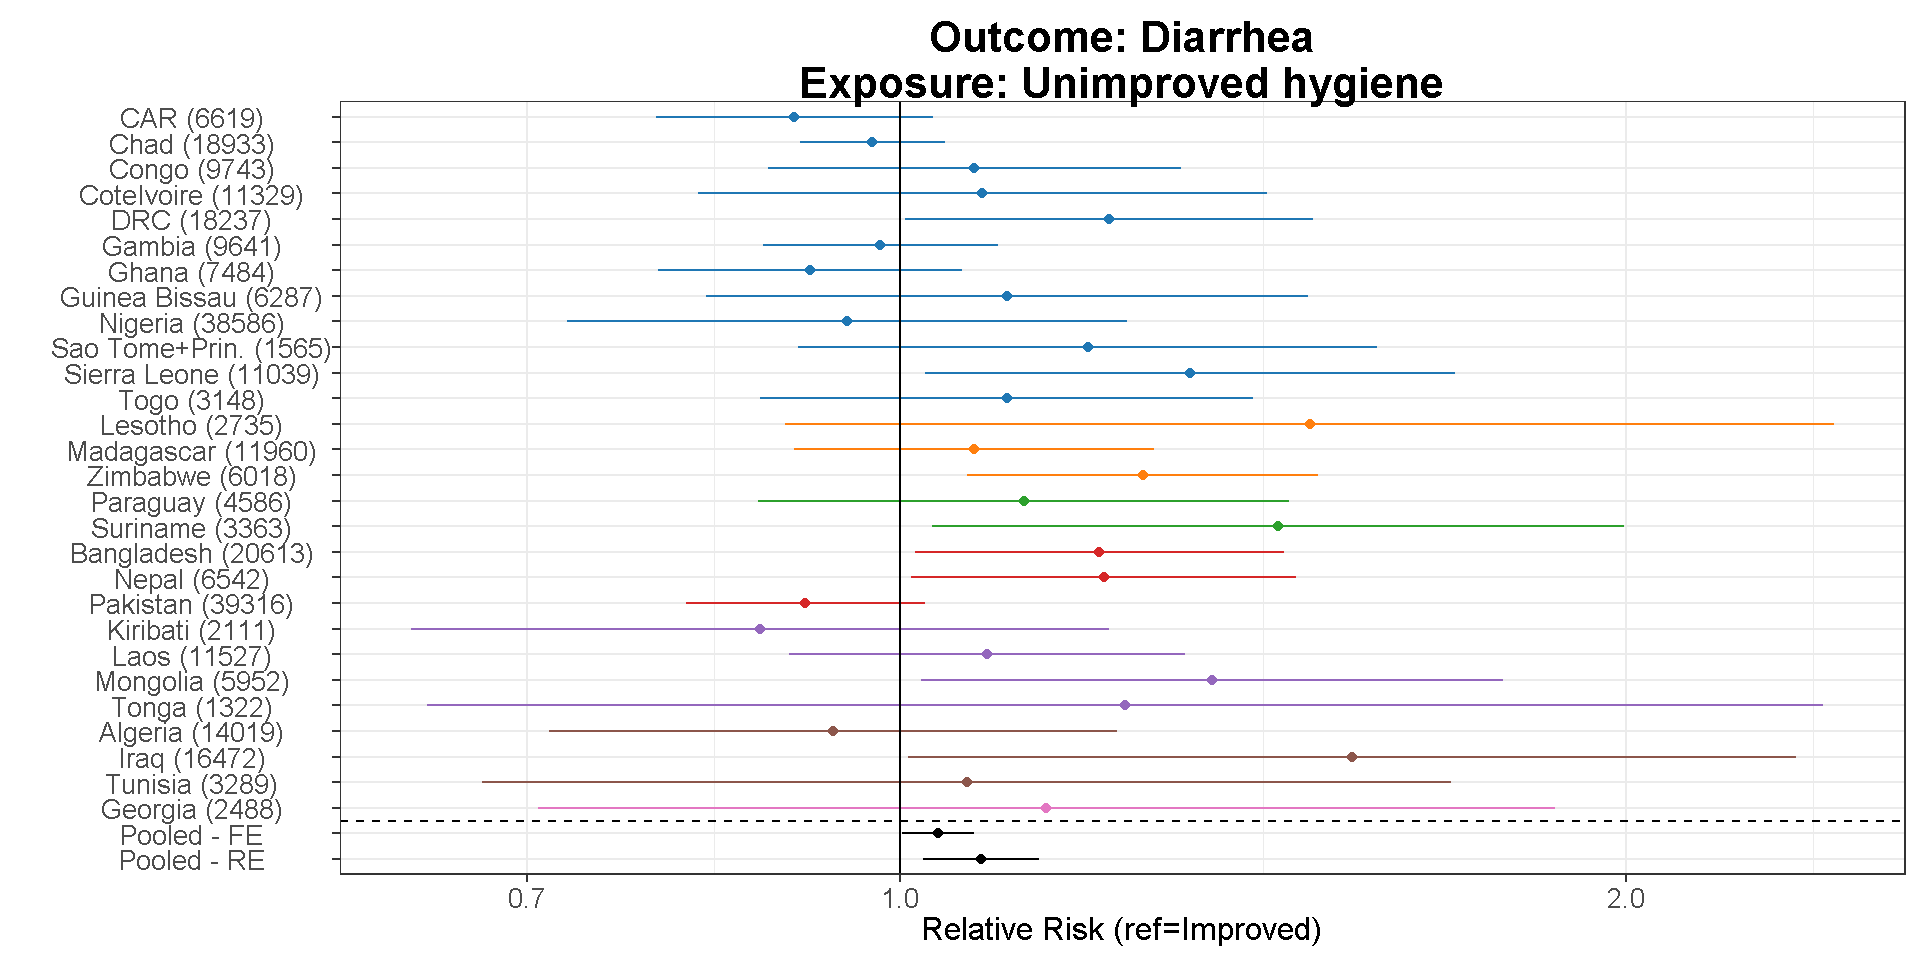 Outcome: Diarrhea
Exposure: Unimproved hygiene
CAR (6619)
Chad (18933)
Congo (9743)
CoteIvoire (11329)
DRC (18237)
Gambia (9641)
Ghana (7484)
Guinea Bissau (6287)
Nigeria (38586)
Sao Tome+Prin. (1565)
Sierra Leone (11039)
Togo (3148)
Lesotho (2735)
Madagascar (11960)
Zimbabwe (6018)
Paraguay (4586)
Suriname (3363)
Bangladesh (20613)
Nepal (6542)
Pakistan (39316)
Kiribati (2111)
Laos (11527)
Mongolia (5952)
Tonga (1322)
Algeria (14019)
Iraq (16472)
Tunisia (3289)
Georgia (2488)
Pooled - FE
Pooled - RE
0.7 1.0 2.0
Relative Risk (ref=Improved)